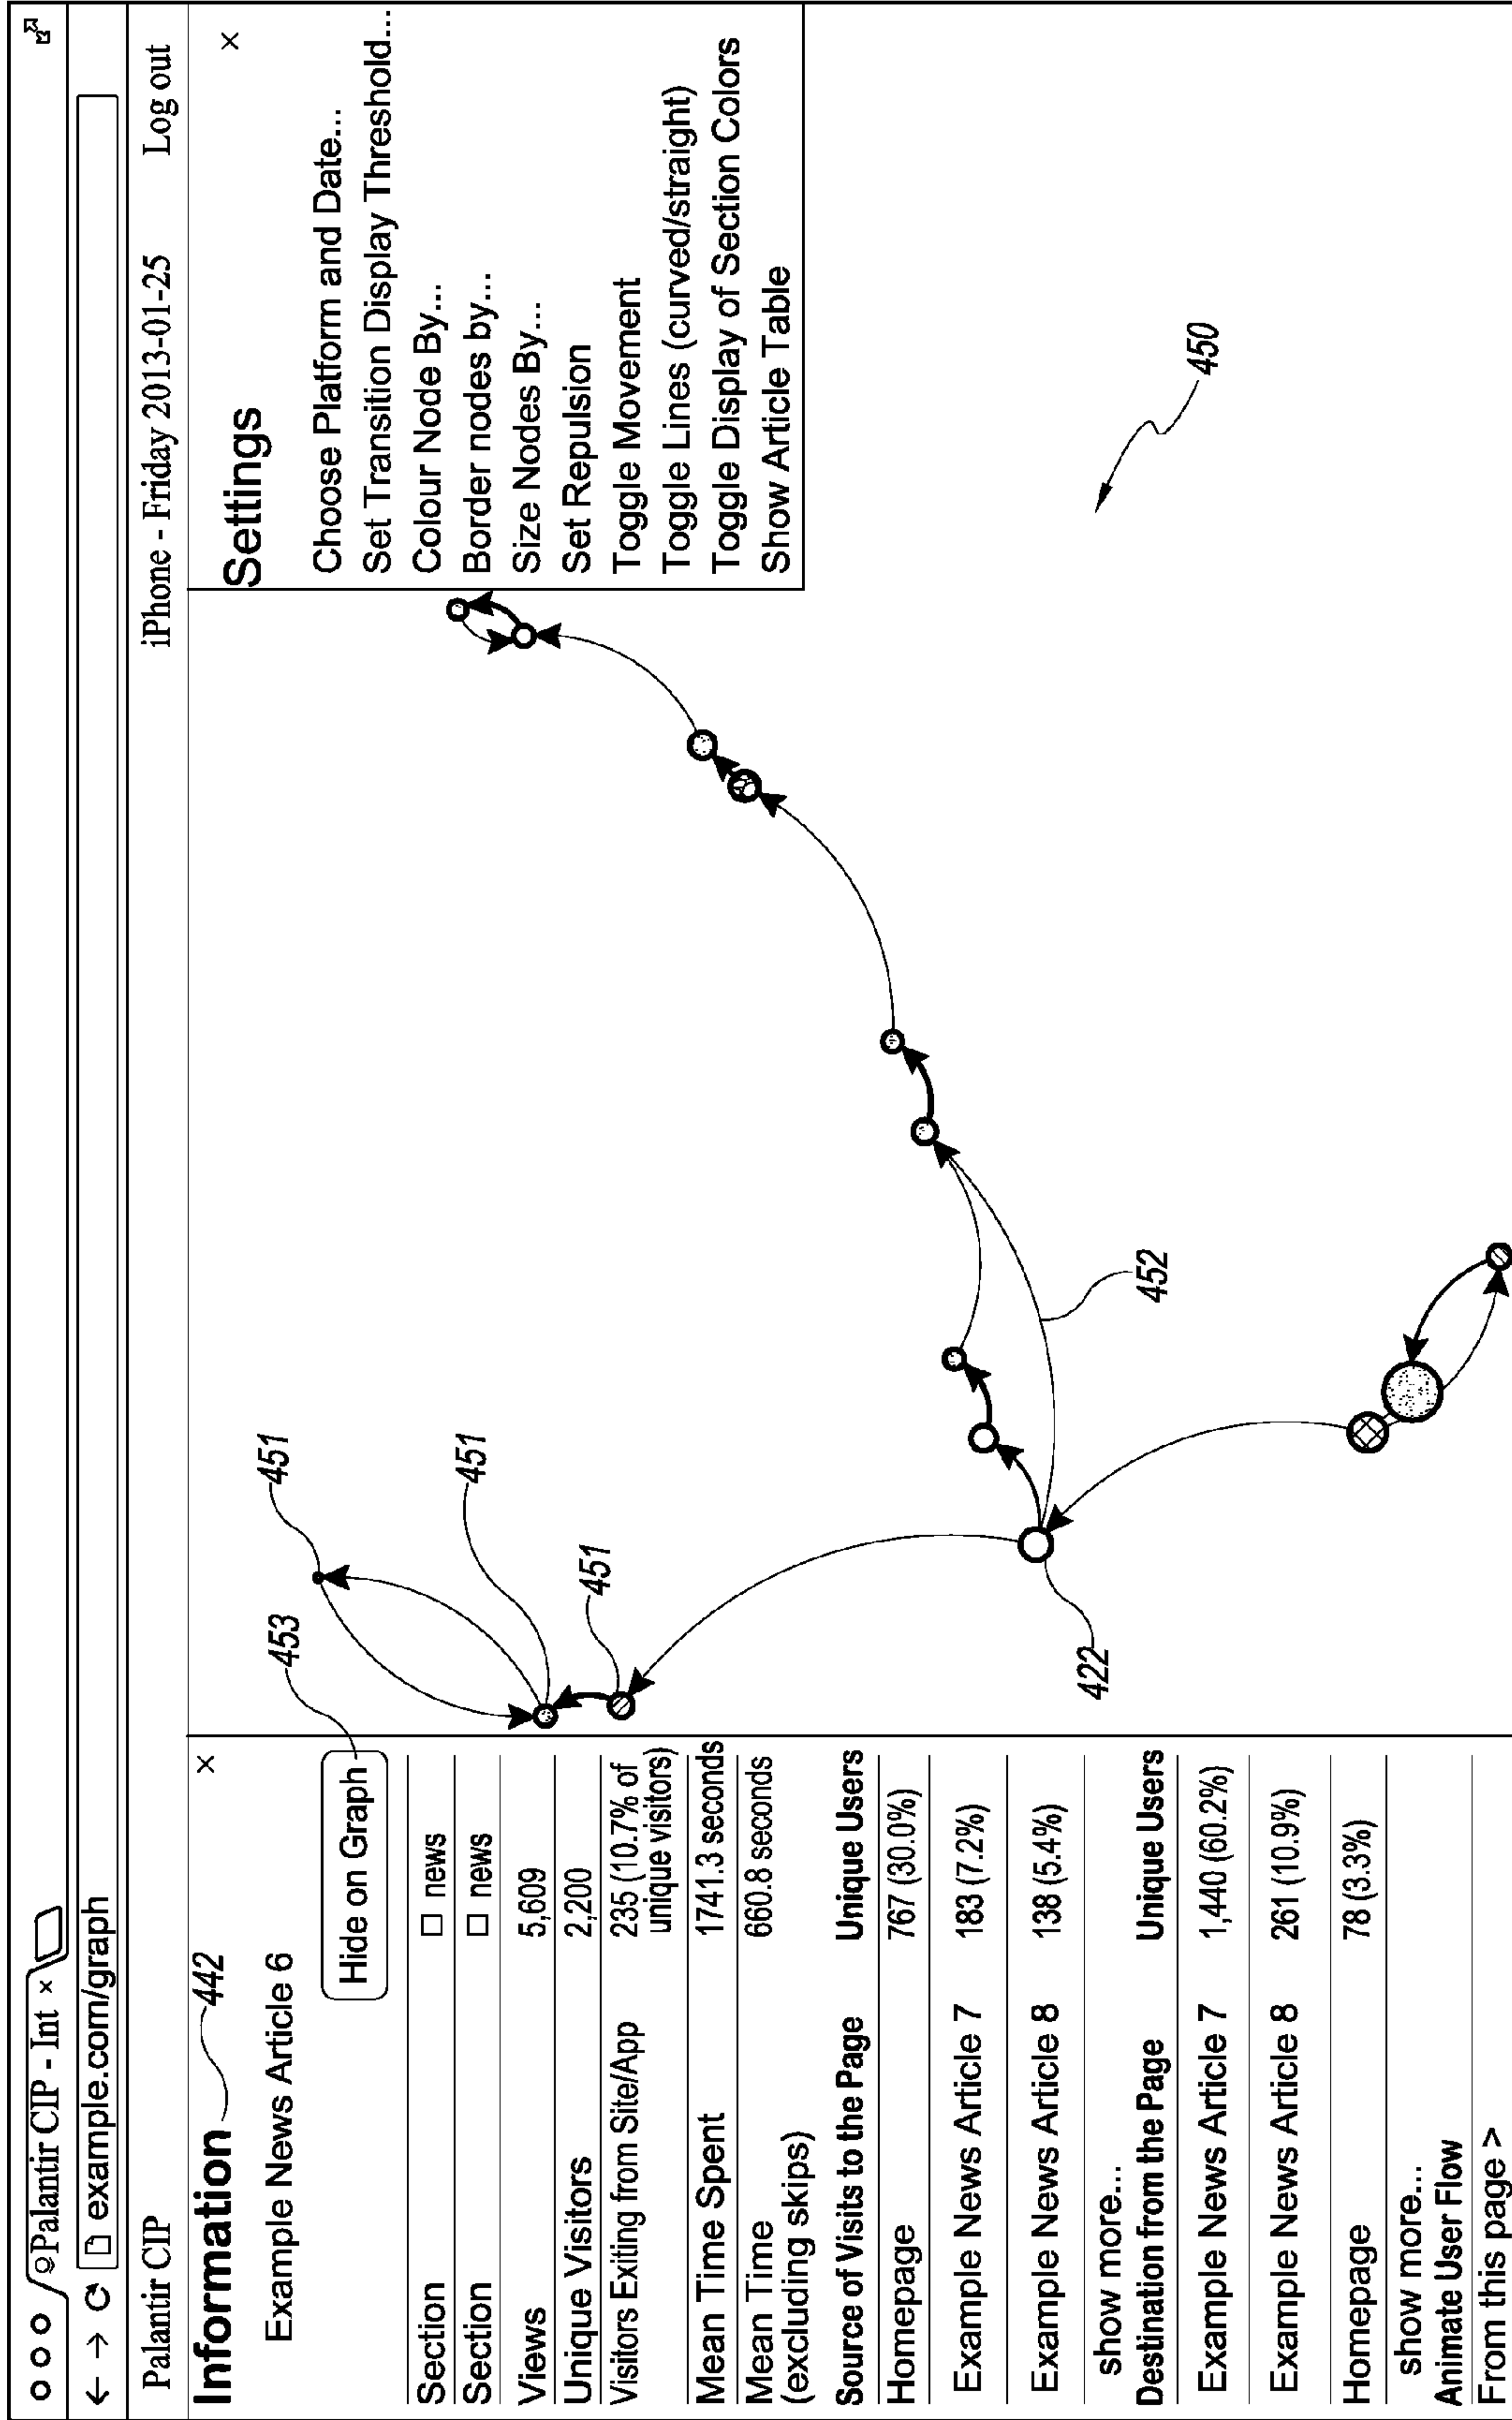 Palantir CIP - Int ×
example.com/graph
Palantir CIP
iPhone - Friday 2013-01-25
Log out
Information
442
×
Example News Article 6
Hide on Graph
453
Section □ news
Section □ news
Views 5,609
Unique Visitors 2,200
Visitors Exiting from Site/App 235 (10.7% of
unique visitors)
Mean Time Spent 1741.3 seconds
Mean Time 660.8 seconds
(excluding skips)
Source of Visits to the Page Unique Users
Homepage 767 (30.0%)
Example News Article 7 183 (7.2%)
Example News Article 8 138 (5.4%)
show more...
Destination from the Page Unique Users
Example News Article 7 1,440 (60.2%)
Example News Article 8 261 (10.9%)
Homepage 78 (3.3%)
show more...
Animate User Flow
From this page >
451
451
451
422
452
450
Settings ×
Choose Platform and Date...
Set Transition Display Threshold...
Colour Node By...
Border nodes by...
Size Nodes By...
Set Repulsion
Toggle Movement
Toggle Lines (curved/straight)
Toggle Display of Section Colors
Show Article Table